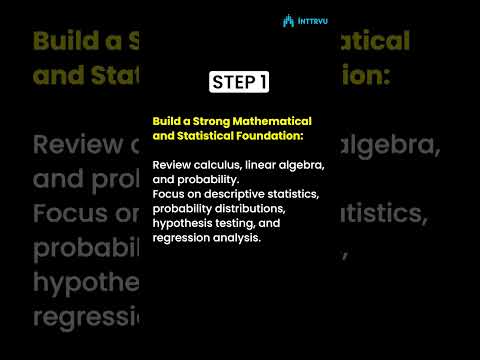 INTTRVU
STEP 1
Build a Strong Mathematical
and Statistical Foundation:
Review calculus, linear algebra,
and probability.
Focus on descriptive statistics,
probability distributions,
hypothesis testing, and
regression analysis.